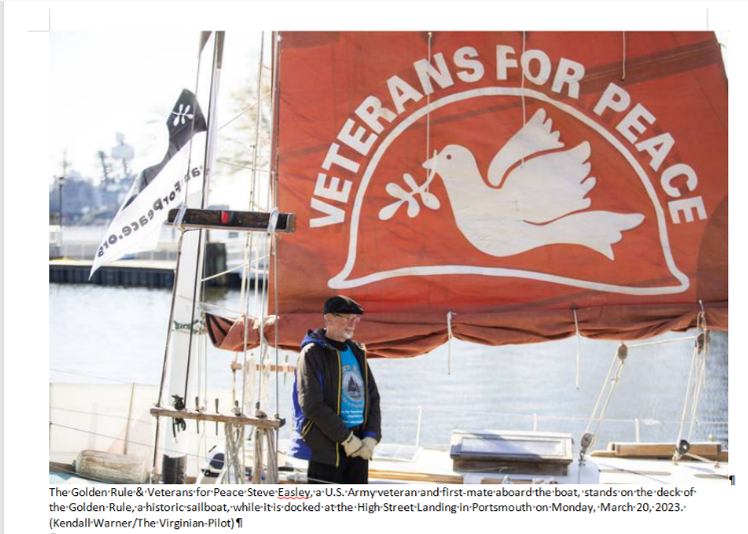 VETERANS FOR PEACE
ForPeace.org
The Golden Rule & Veterans for Peace Steve Easley, a U.S. Army veteran and first-mate aboard the boat, stands on the deck of
the Golden Rule, a historic sailboat, while it is docked at the High Street Landing in Portsmouth on Monday, March 20, 2023.
(Kendall Warner/The Virginian-Pilot)